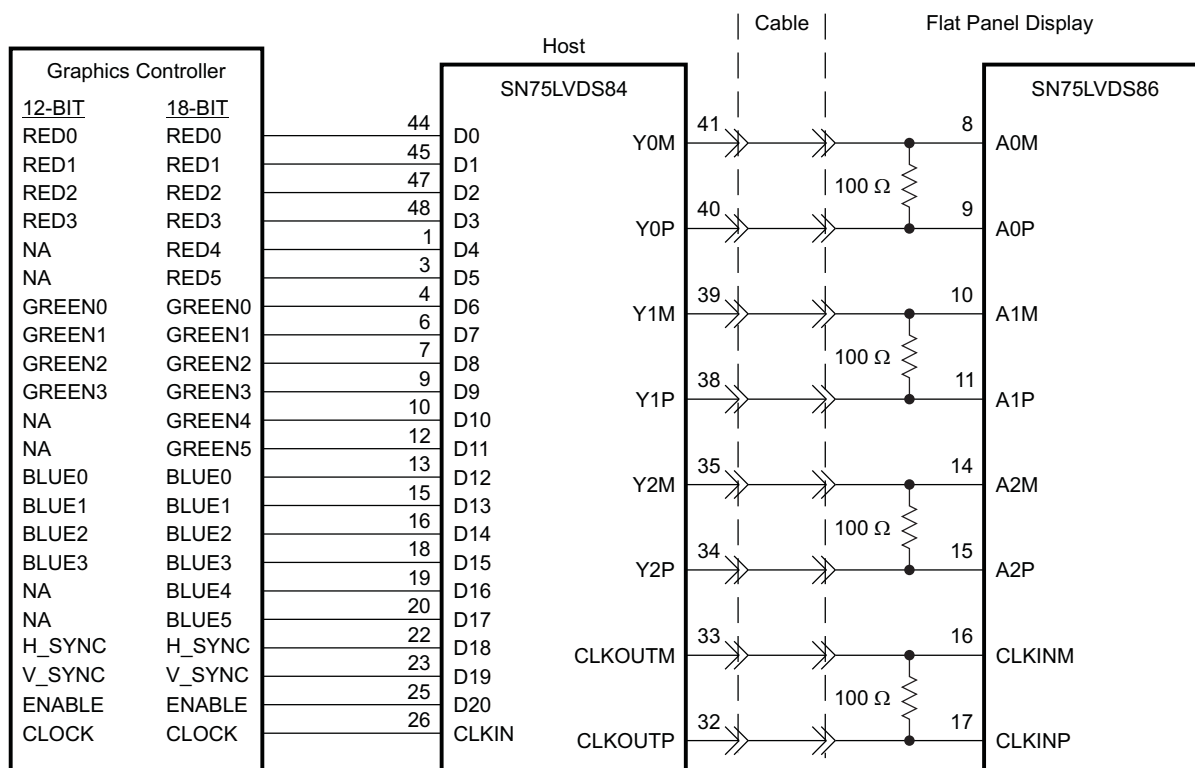 Cable
Flat Panel Display
Host
Graphics Controller
SN75LVDS84
SN75LVDS86
12-BIT 18-BIT
RED0 RED0 44 D0
RED1 RED1 45 D1
RED2 RED2 47 D2
RED3 RED3 48 D3
NA RED4 1 D4
NA RED5 3 D5
GREEN0 GREEN0 4 D6
GREEN1 GREEN1 6 D7
GREEN2 GREEN2 7 D8
GREEN3 GREEN3 9 D9
NA GREEN4 10 D10
NA GREEN5 12 D11
BLUE0 BLUE0 13 D12
BLUE1 BLUE1 15 D13
BLUE2 BLUE2 16 D14
BLUE3 BLUE3 18 D15
NA BLUE4 19 D16
NA BLUE5 20 D17
H_SYNC H_SYNC 22 D18
V_SYNC V_SYNC 23 D19
ENABLE ENABLE 25 D20
CLOCK CLOCK 26 CLKIN
Y0M 41 8 A0M
100 Ω
Y0P 40 9 A0P
Y1M 39 10 A1M
100 Ω
Y1P 38 11 A1P
Y2M 35 14 A2M
100 Ω
Y2P 34 15 A2P
CLKOUTM 33 16 CLKINM
100 Ω
CLKOUTP 32 17 CLKINP